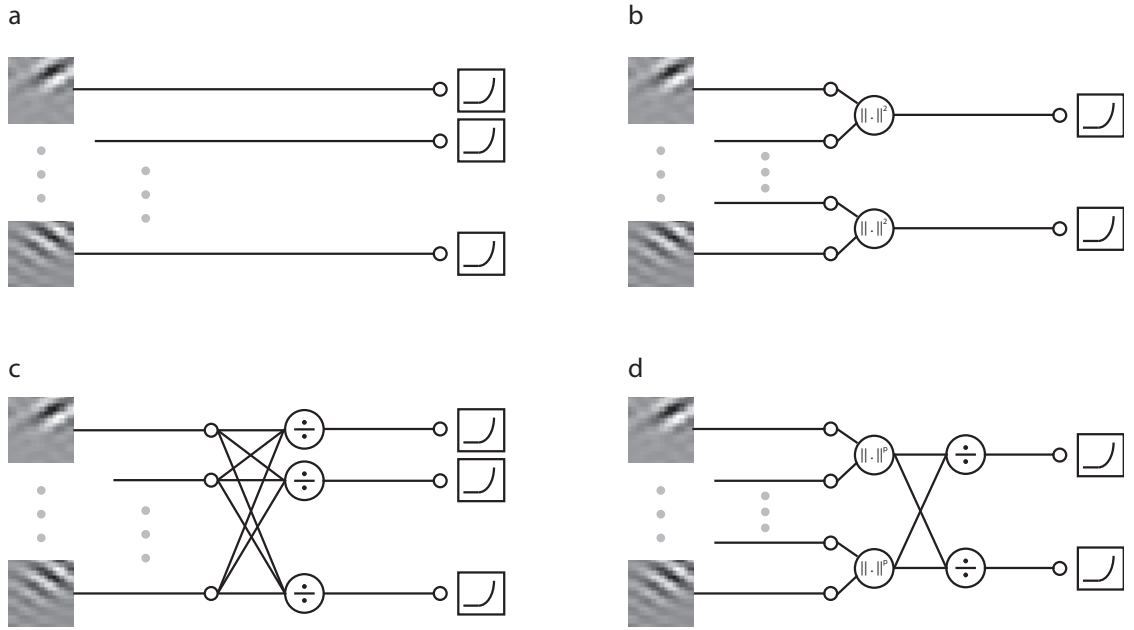 a
b
|| . ||²
|| . ||²
c
÷
÷
÷
d
|| . ||ᵖ
÷
|| . ||ᵖ
÷